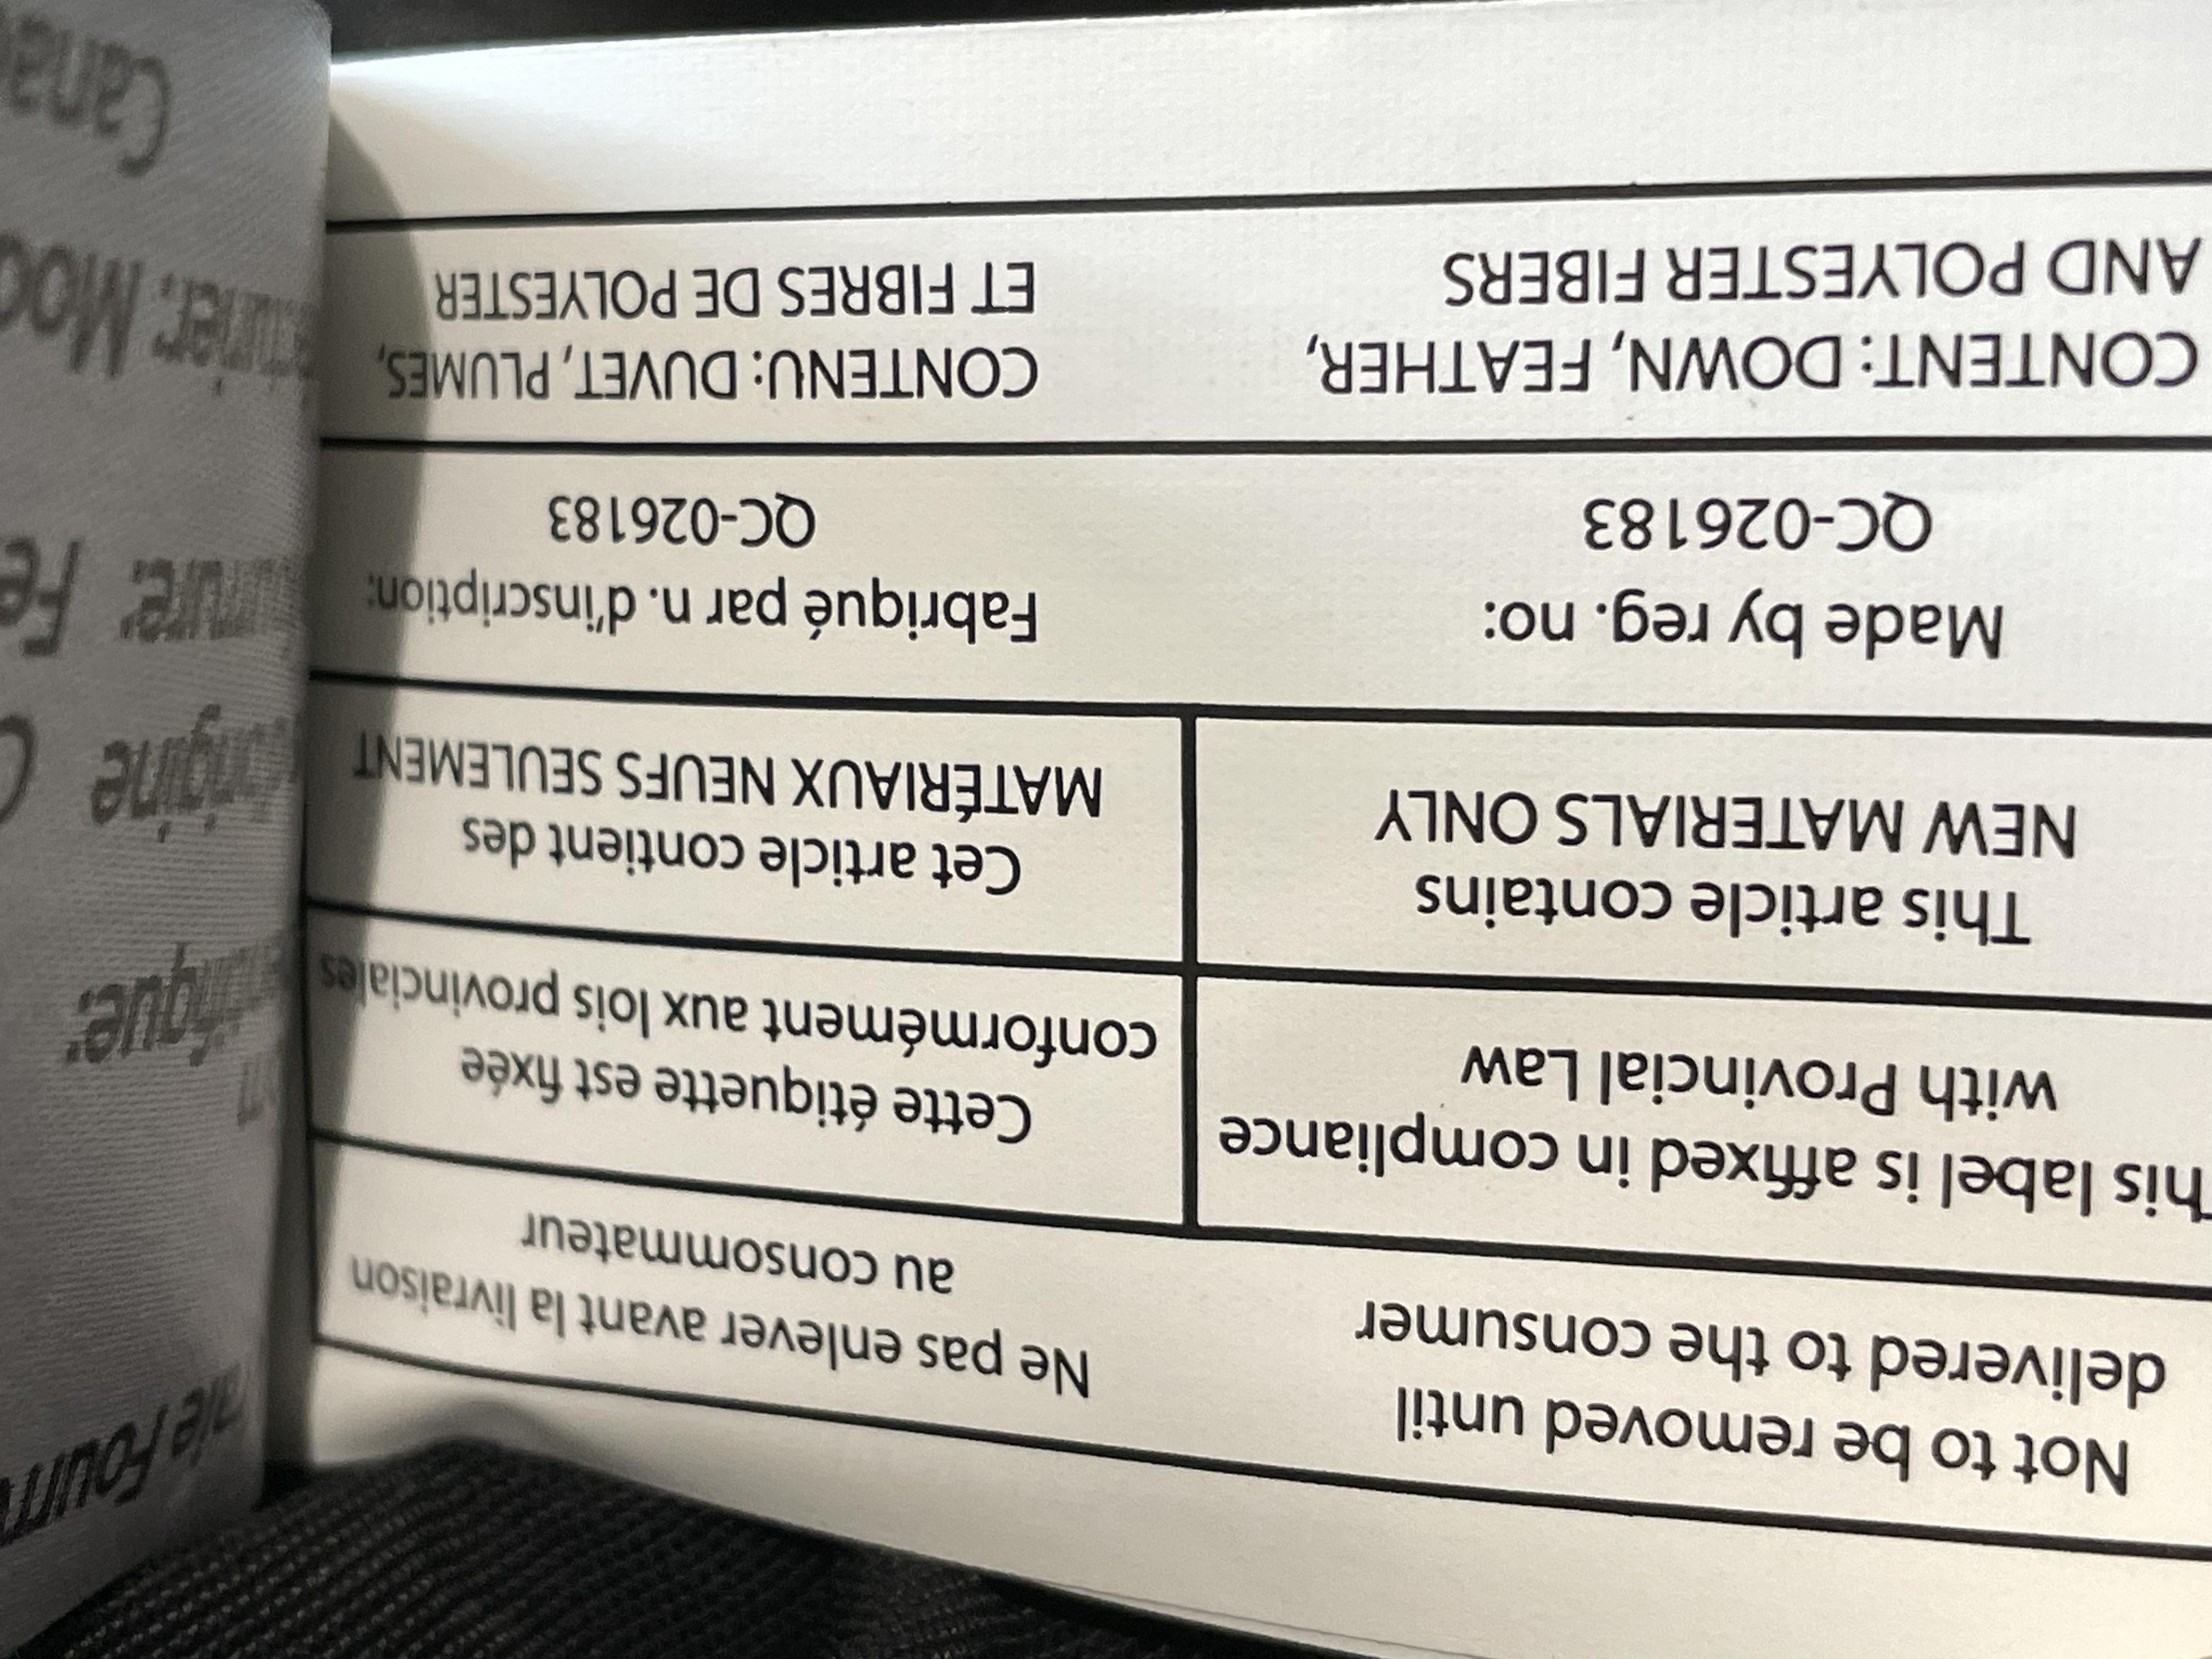 Not to be removed until
delivered to the consumer
Ne pas enlever avant la livraison
au consommateur
his label is affixed in compliance
with Provincial Law
Cette étiquette est fixée
conformément aux lois provinciales
This article contains
NEW MATERIALS ONLY
Cet article contient des
MATÉRIAUX NEUFS SEULEMENT
Made by reg. no:
QC-026183
Fabriqué par n. d'inscription:
QC-026183
CONTENT: DOWN, FEATHER,
AND POLYESTER FIBERS
CONTENU: DUVET, PLUMES,
ET FIBRES DE POLYESTER